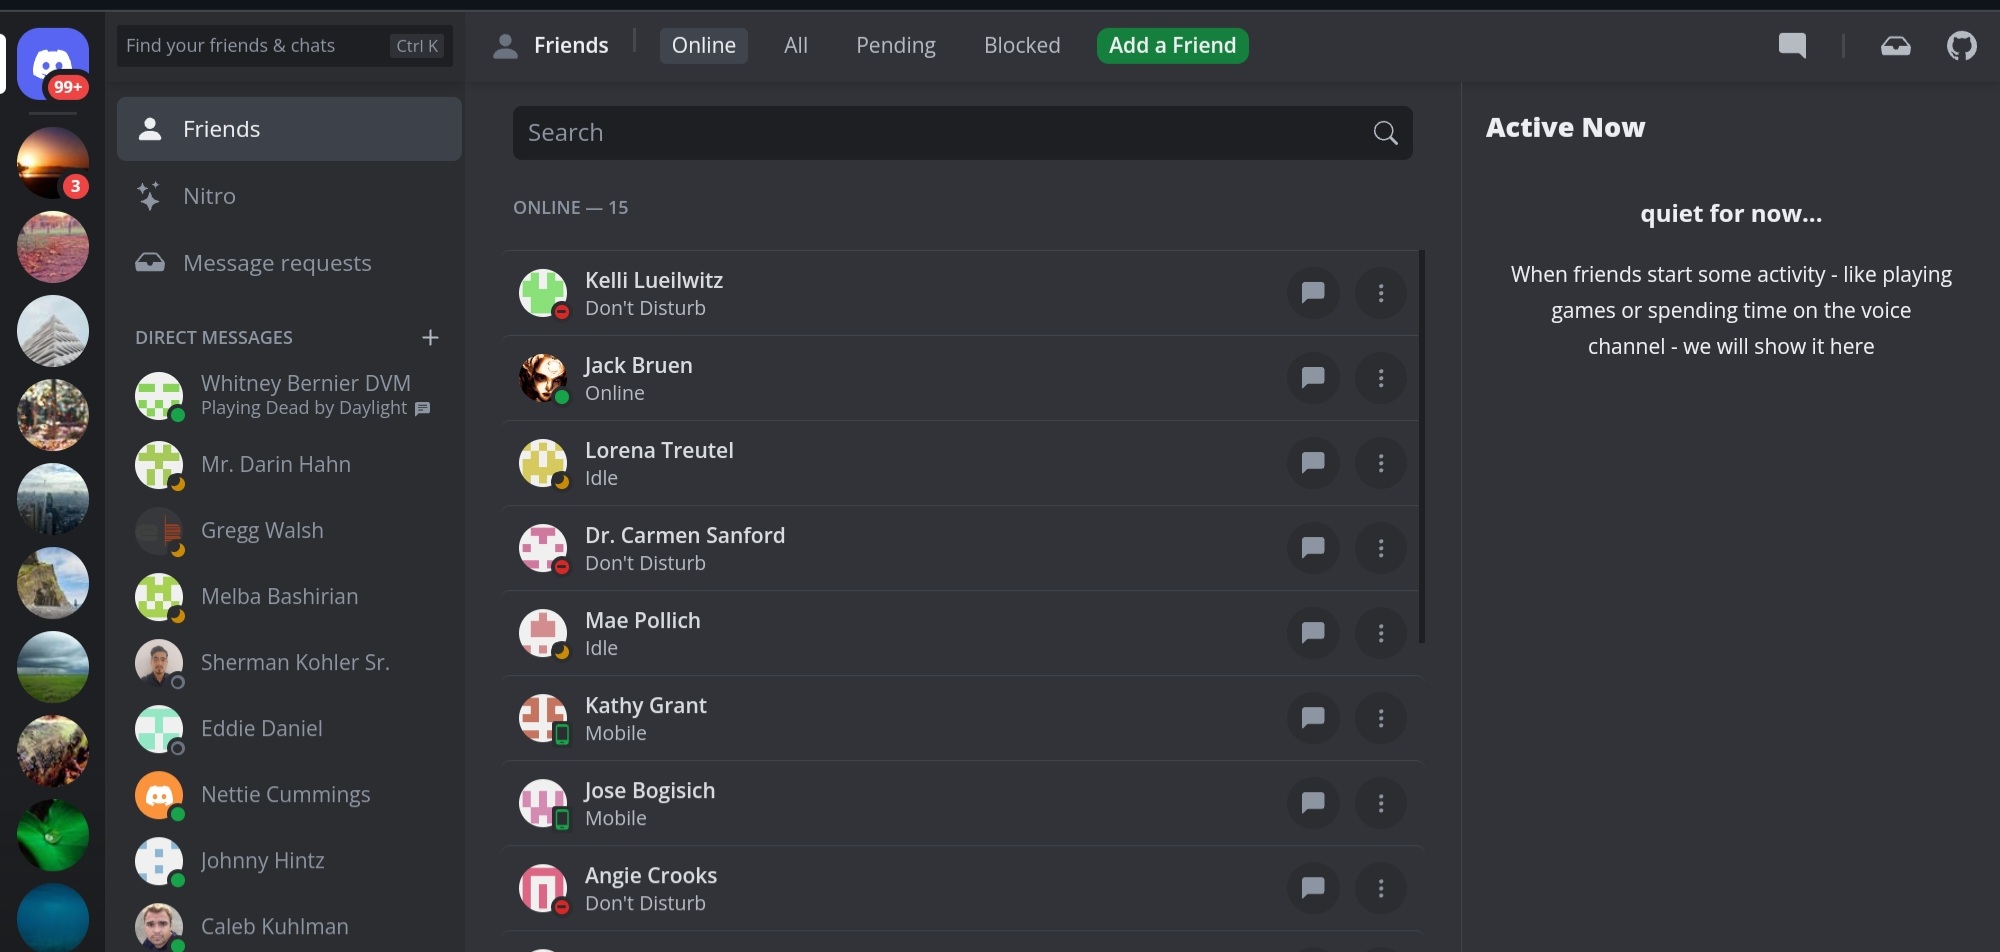 99+
3
Find your friends & chats
Ctrl K
Friends
Nitro
Message requests
DIRECT MESSAGES
Whitney Bernier DVM
Playing Dead by Daylight
Mr. Darin Hahn
Gregg Walsh
Melba Bashirian
Sherman Kohler Sr.
Eddie Daniel
Nettie Cummings
Johnny Hintz
Caleb Kuhlman
Friends
Online
All
Pending
Blocked
Add a Friend
Search
ONLINE — 15
Kelli Lueilwitz
Don't Disturb
Jack Bruen
Online
Lorena Treutel
Idle
Dr. Carmen Sanford
Don't Disturb
Mae Pollich
Idle
Kathy Grant
Mobile
Jose Bogisich
Mobile
Angie Crooks
Don't Disturb
Active Now
quiet for now...
When friends start some activity - like playing
games or spending time on the voice
channel - we will show it here